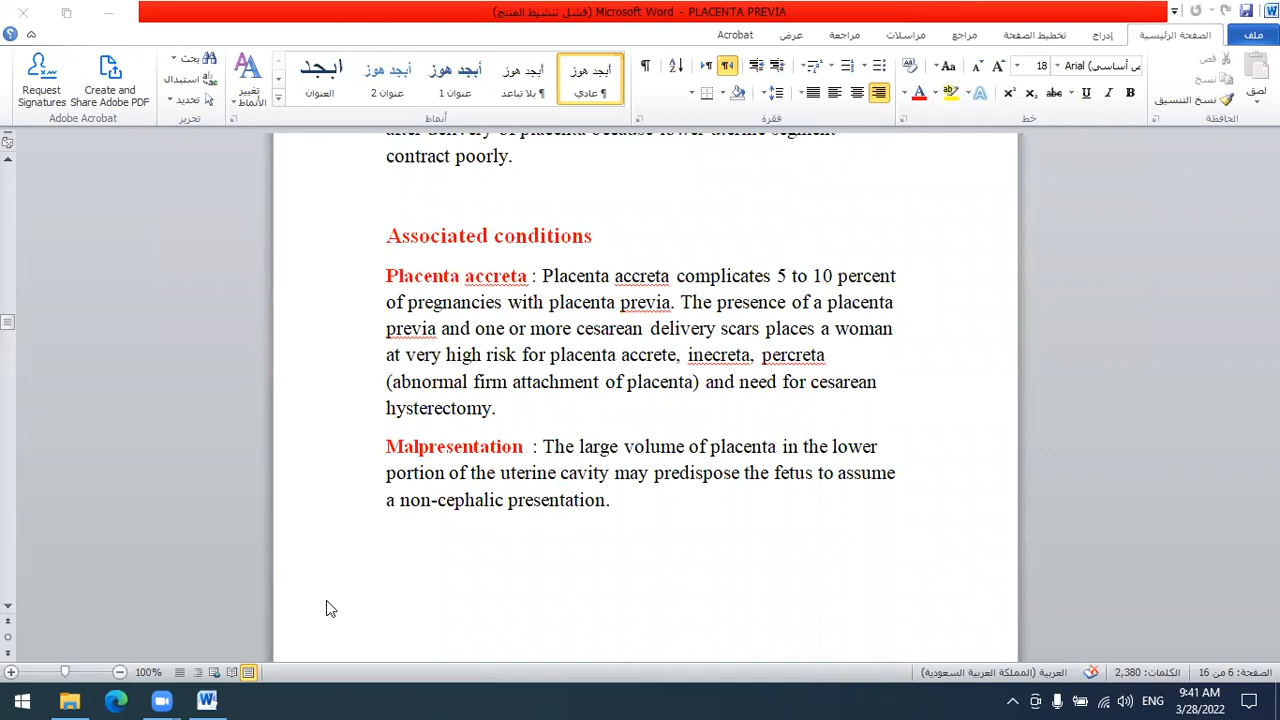 PLACENTA PREVIA - Microsoft Word (فشل تنشيط المنتج)
ملف
الصفحة الرئيسية
إدراج
تخطيط الصفحة
مراجع
مراسلات
مراجعة
عرض
Acrobat
قص
نسخ
نسخ التنسيق
لصق
الحافظة
Arial (أساسي)
18
خط
فقرة
أبجد هوز
¶ عادي
أبجد هوز
¶ بلا تباعد
أبجد هوز
عنوان 1
أبجد هوز
عنوان 2
ابجد
العنوان
تغيير
الأنماط
أنماط
بحث
استبدال
تحديد
تحرير
Create and
Share Adobe PDF
Request
Signatures
Adobe Acrobat
after delivery of placenta because lower uterine segment
contract poorly.
Associated conditions
Placenta accreta : Placenta accreta complicates 5 to 10 percent
of pregnancies with placenta previa. The presence of a placenta
previa and one or more cesarean delivery scars places a woman
at very high risk for placenta accrete, inecreta, percreta
(abnormal firm attachment of placenta) and need for cesarean
hysterectomy.
Malpresentation : The large volume of placenta in the lower
portion of the uterine cavity may predispose the fetus to assume
a non-cephalic presentation.
الصفحة: 6 من 16
الكلمات: 2,380
العربية (المملكة العربية السعودية)
100%
ENG
9:41 AM
3/28/2022